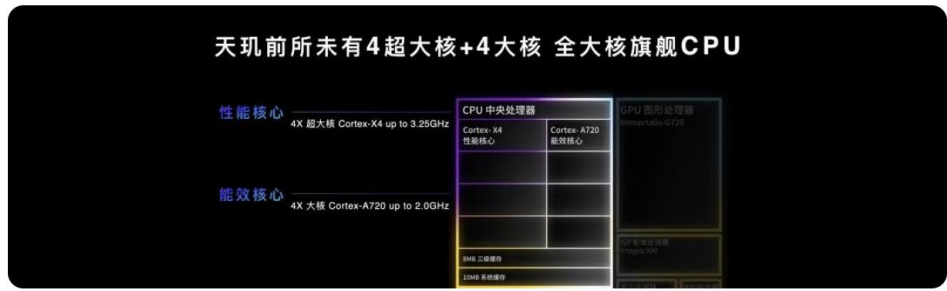 天玑前所未有4超大核+4大核 全大核旗舰CPU
性能核心
4X 超大核 Cortex-X4 up to 3.25GHz
能效核心
4X 大核 Cortex-A720 up to 2.0GHz
CPU 中央处理器
Cortex-X4
性能核心
Cortex-A720
能效核心
8MB 三级缓存
10MB 系统缓存
GPU 图形处理器
Immortalis-G720
Imagiq 990